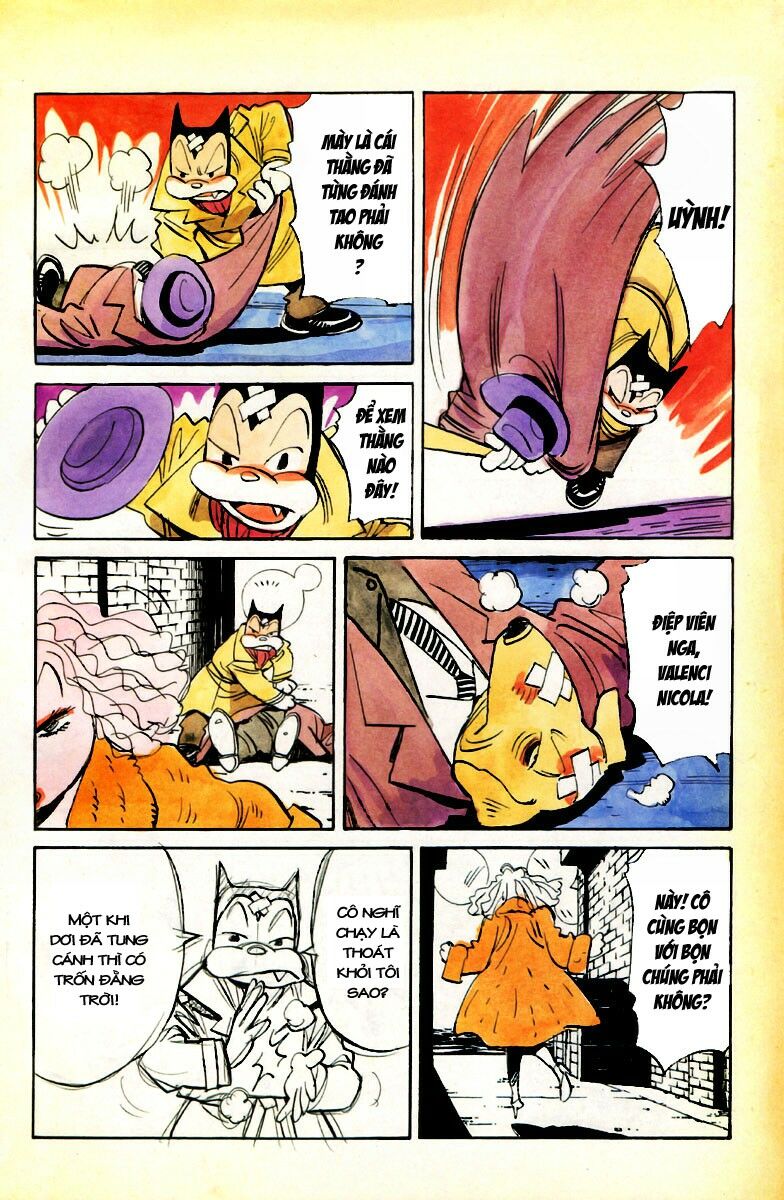 UỲNH!
MÀY LÀ CÁI
THẰNG ĐÃ
TỪNG ĐÁNH
TAO PHẢI
KHÔNG
?
ĐỂ XEM
THẰNG
NÀO
ĐÂY!
ĐIỆP VIÊN
NGA,
VALENCI
NICOLA!
NÀY! CÔ
CÙNG BỌN
VỚI BỌN
CHÚNG PHẢI
KHÔNG?
CÔ NGHĨ
CHẠY LÀ
THOÁT
KHỎI TÔI
SAO?
MỘT KHI
DƠI ĐÃ TUNG
CÁNH THÌ CÓ
TRỐN ĐẰNG
TRỜI!